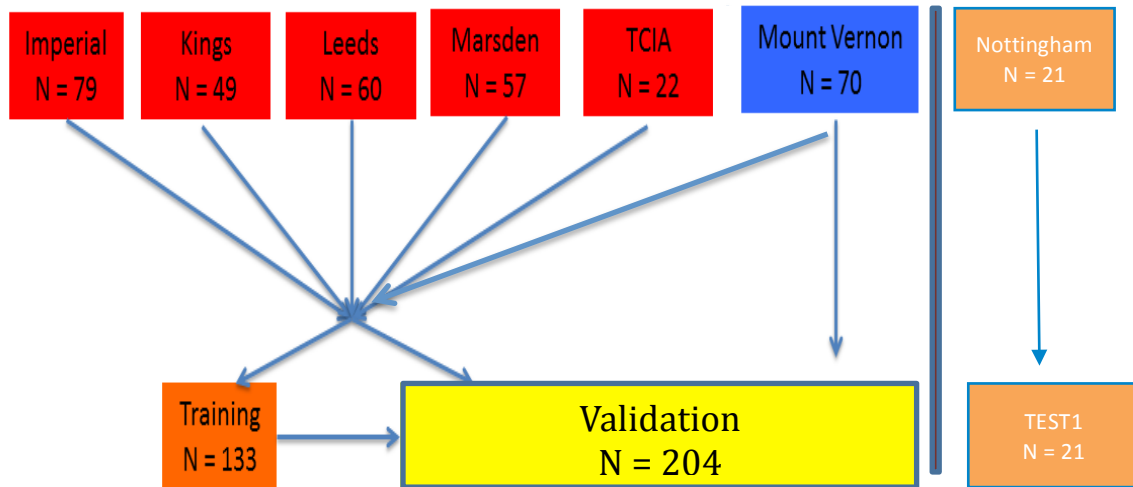 Imperial
N = 79
Kings
N = 49
Leeds
N = 60
Marsden
N = 57
TCIA
N = 22
Mount Vernon
N = 70
Nottingham
N = 21
Training
N = 133
Validation
N = 204
TEST1
N = 21